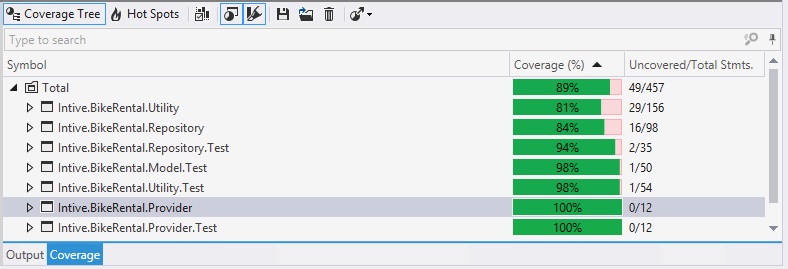 Coverage Tree Hot Spots
Type to search
Symbol Coverage (%) Uncovered/Total Stmts.
Total 89% 49/457
Intive.BikeRental.Utility 81% 29/156
Intive.BikeRental.Repository 84% 16/98
Intive.BikeRental.Repository.Test 94% 2/35
Intive.BikeRental.Model.Test 98% 1/50
Intive.BikeRental.Utility.Test 98% 1/54
Intive.BikeRental.Provider 100% 0/12
Intive.BikeRental.Provider.Test 100% 0/12
Output Coverage